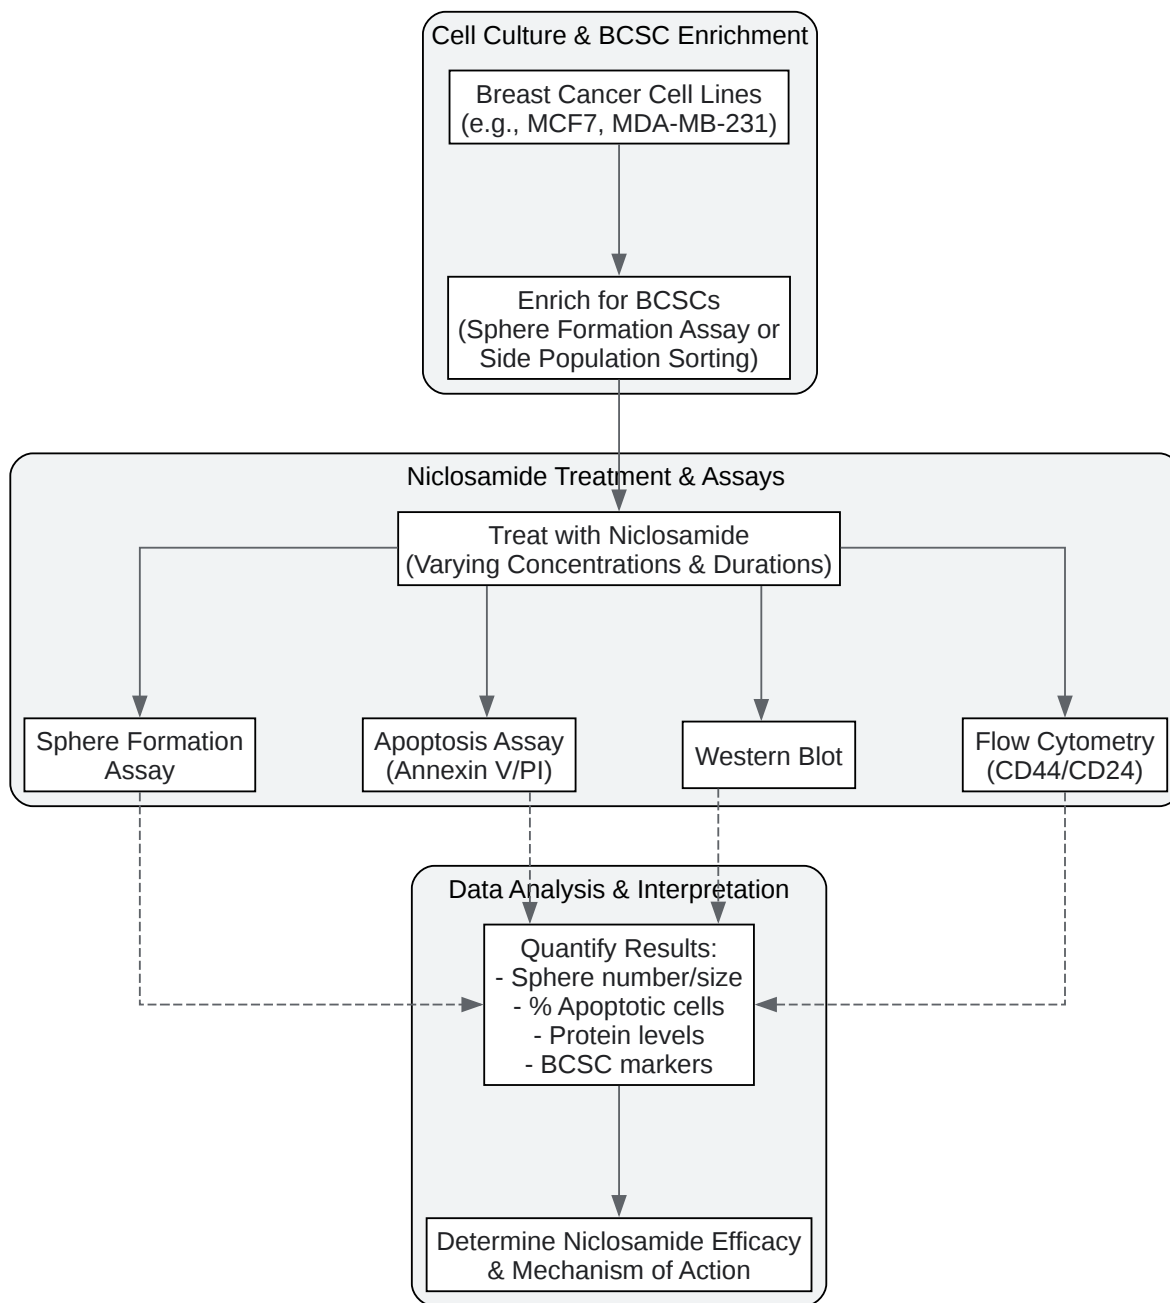 Cell Culture & BCSC Enrichment
Breast Cancer Cell Lines
(e.g., MCF7, MDA-MB-231)
Enrich for BCSCs
(Sphere Formation Assay or
Side Population Sorting)
Niclosamide Treatment & Assays
Treat with Niclosamide
(Varying Concentrations & Durations)
Sphere Formation
Assay
Apoptosis Assay
(Annexin V/PI)
Western Blot
Flow Cytometry
(CD44/CD24)
Data Analysis & Interpretation
Quantify Results:
- Sphere number/size
- % Apoptotic cells
- Protein levels
- BCSC markers
Determine Niclosamide Efficacy
& Mechanism of Action